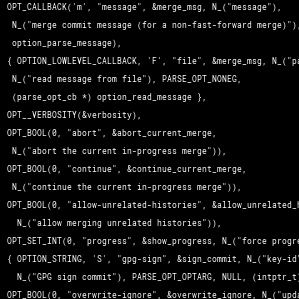 OPT_CALLBACK('m', "message", &merge_msg, N_("message"),
N_("merge commit message (for a non-fast-forward merge)"),
option_parse_message),
{ OPTION_LOWLEVEL_CALLBACK, 'F', "file", &merge_msg, N_("pa
N_("read message from file"), PARSE_OPT_NONEG,
(parse_opt_cb *) option_read_message },
OPT__VERBOSITY(&verbosity),
OPT_BOOL(0, "abort", &abort_current_merge,
N_("abort the current in-progress merge")),
OPT_BOOL(0, "continue", &continue_current_merge,
N_("continue the current in-progress merge")),
OPT_BOOL(0, "allow-unrelated-histories", &allow_unrelated_h
N_("allow merging unrelated histories")),
OPT_SET_INT(0, "progress", &show_progress, N_("force progre
{ OPTION_STRING, 'S', "gpg-sign", &sign_commit, N_("key-id"
N_("GPG sign commit"), PARSE_OPT_OPTARG, NULL, (intptr_t
OPT_BOOL(0, "overwrite-ignore", &overwrite_ignore, N_("upda